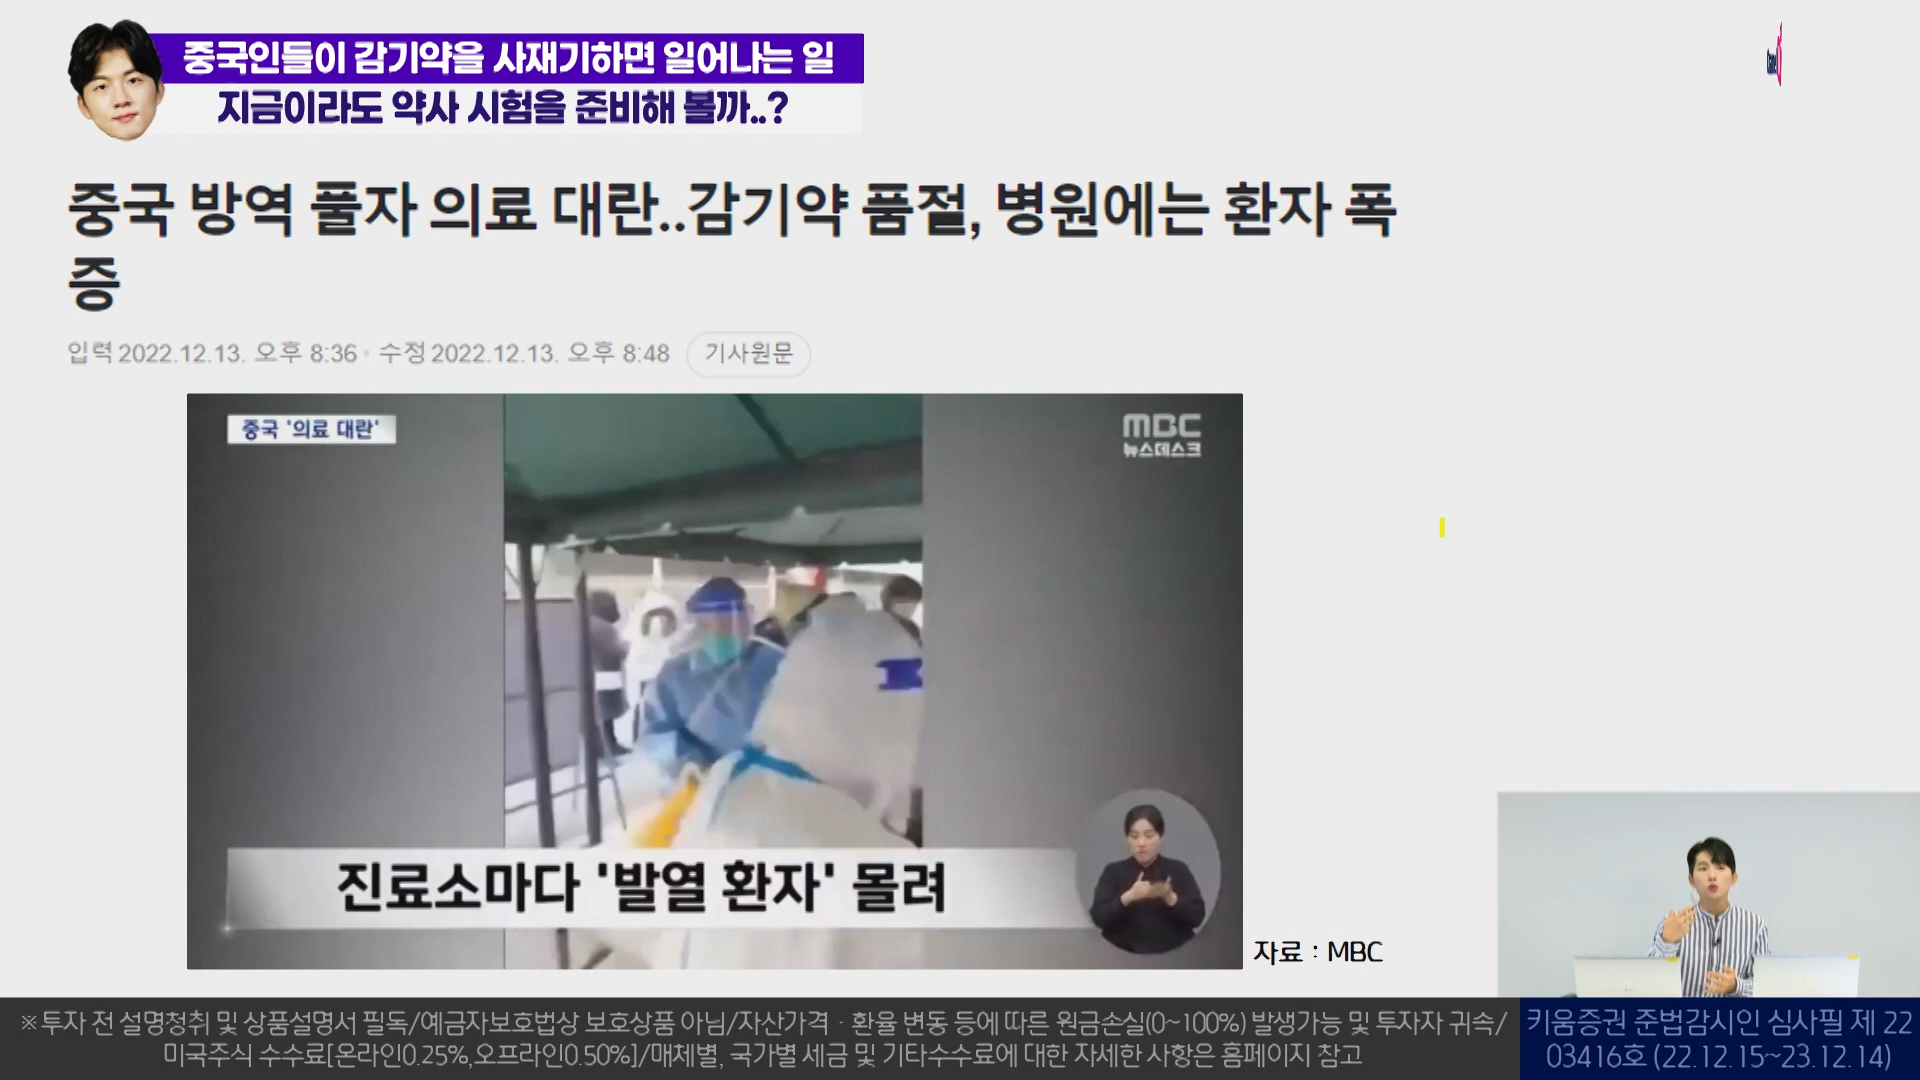 중국인들이 감기약을 사재기하면 일어나는 일
지금이라도 약사 시험을 준비해 볼까..?
중국 방역 풀자 의료 대란..감기약 품절, 병원에는 환자 폭
증
입력 2022.12.13. 오후 8:36 · 수정 2022.12.13. 오후 8:48 기사원문
중국 '의료 대란'
MBC
뉴스데스크
진료소마다 '발열 환자' 몰려
자료 : MBC
※투자 전 설명청취 및 상품설명서 필독/예금자보호법상 보호상품 아님/자산가격 · 환율 변동 등에 따른 원금손실(0~100%) 발생가능 및 투자자 귀속/
미국주식 수수료[온라인0.25%,오프라인0.50%]/매체별, 국가별 세금 및 기타수수료에 대한 자세한 사항은 홈페이지 참고
키움증권 준법감시인 심사필 제 22
03416호 (22.12.15~23.12.14)